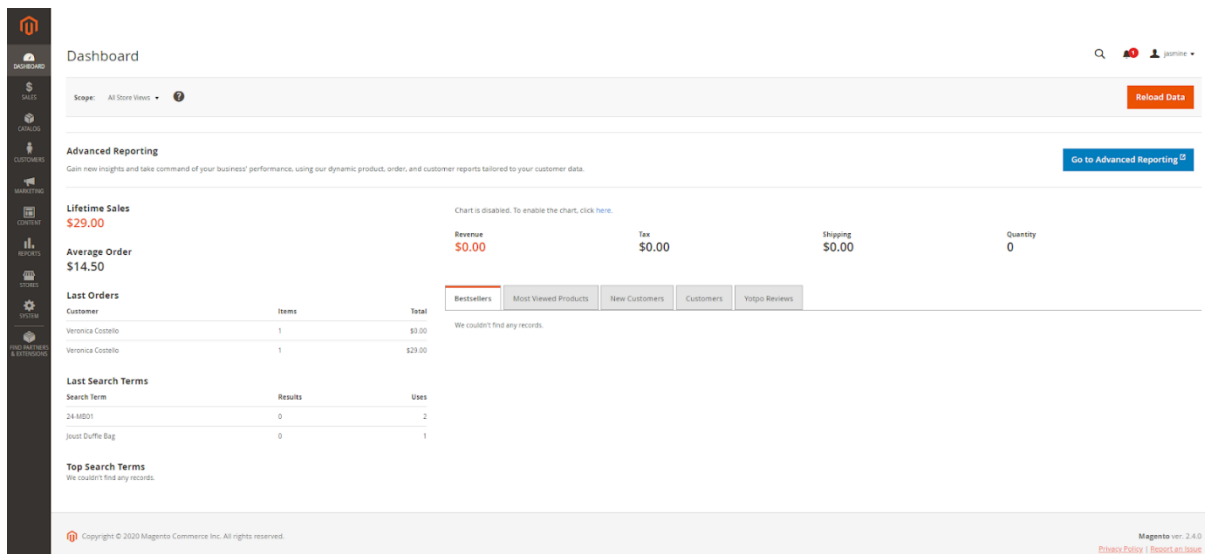 Dashboard
1
jasmine
DASHBOARD
SALES
CATALOG
CUSTOMERS
MARKETING
CONTENT
REPORTS
STORES
SYSTEM
FIND PARTNERS
& EXTENSIONS
Scope: All Store Views ?
Reload Data
Advanced Reporting
Gain new insights and take command of your business' performance, using our dynamic product, order, and customer reports tailored to your customer data.
Go to Advanced Reporting
Lifetime Sales
$29.00
Average Order
$14.50
Last Orders
Customer Items Total
Veronica Costello 1 $0.00
Veronica Costello 1 $29.00
Last Search Terms
Search Term Results Uses
24-MB01 0 2
Joust Duffle Bag 0 1
Top Search Terms
We couldn't find any records.
Chart is disabled. To enable the chart, click here.
Revenue Tax Shipping Quantity
$0.00 $0.00 $0.00 0
Bestsellers Most Viewed Products New Customers Customers Yotpo Reviews
We couldn't find any records.
Copyright © 2020 Magento Commerce Inc. All rights reserved.
Magento ver. 2.4.0
Privacy Policy | Report an Issue